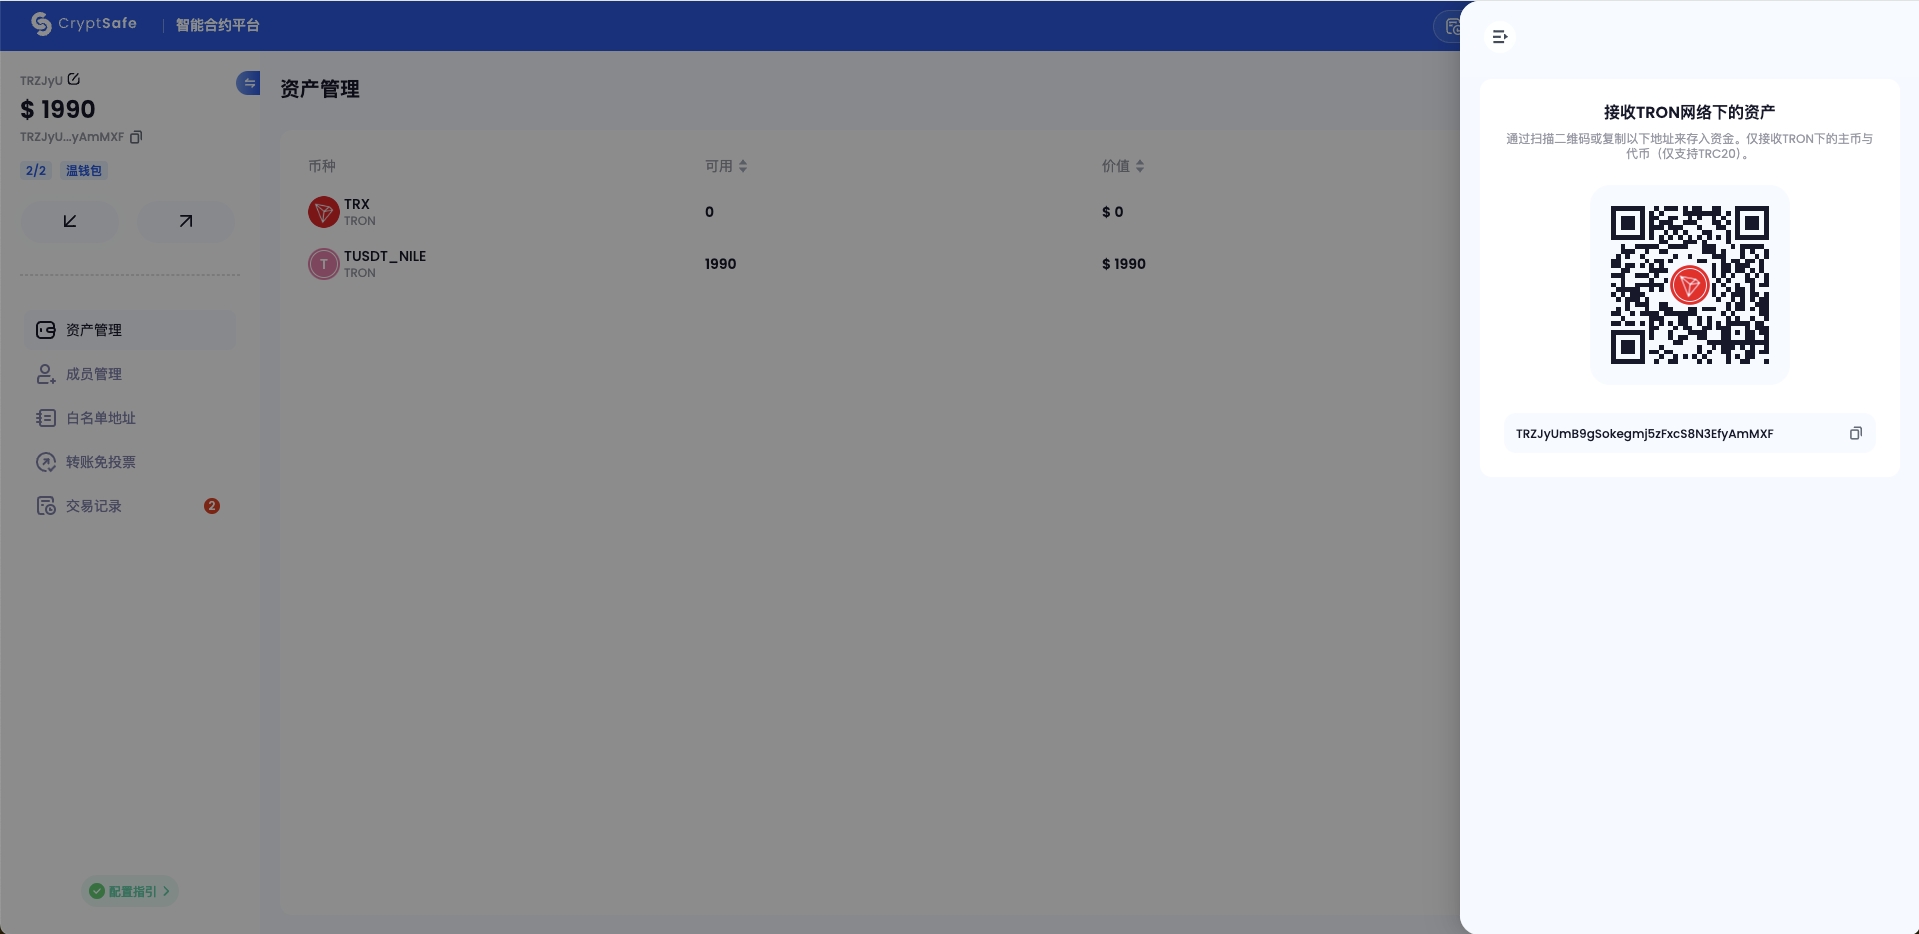 CryptSafe
智能合约平台
TRZJyU
$ 1990
TRZJyU...yAmMXF
2/2 温钱包
资产管理
成员管理
白名单地址
转账免投票
交易记录 2
配置指引
资产管理
币种 可用 价值
TRX
TRON
0 $ 0
T
TUSDT_NILE
TRON
1990 $ 1990
接收TRON网络下的资产
通过扫描二维码或复制以下地址来存入资金。仅接收TRON下的主币与
代币（仅支持TRC20）。
TRZJyUmB9gSokegmj5zFxcS8N3EfyAmMXF